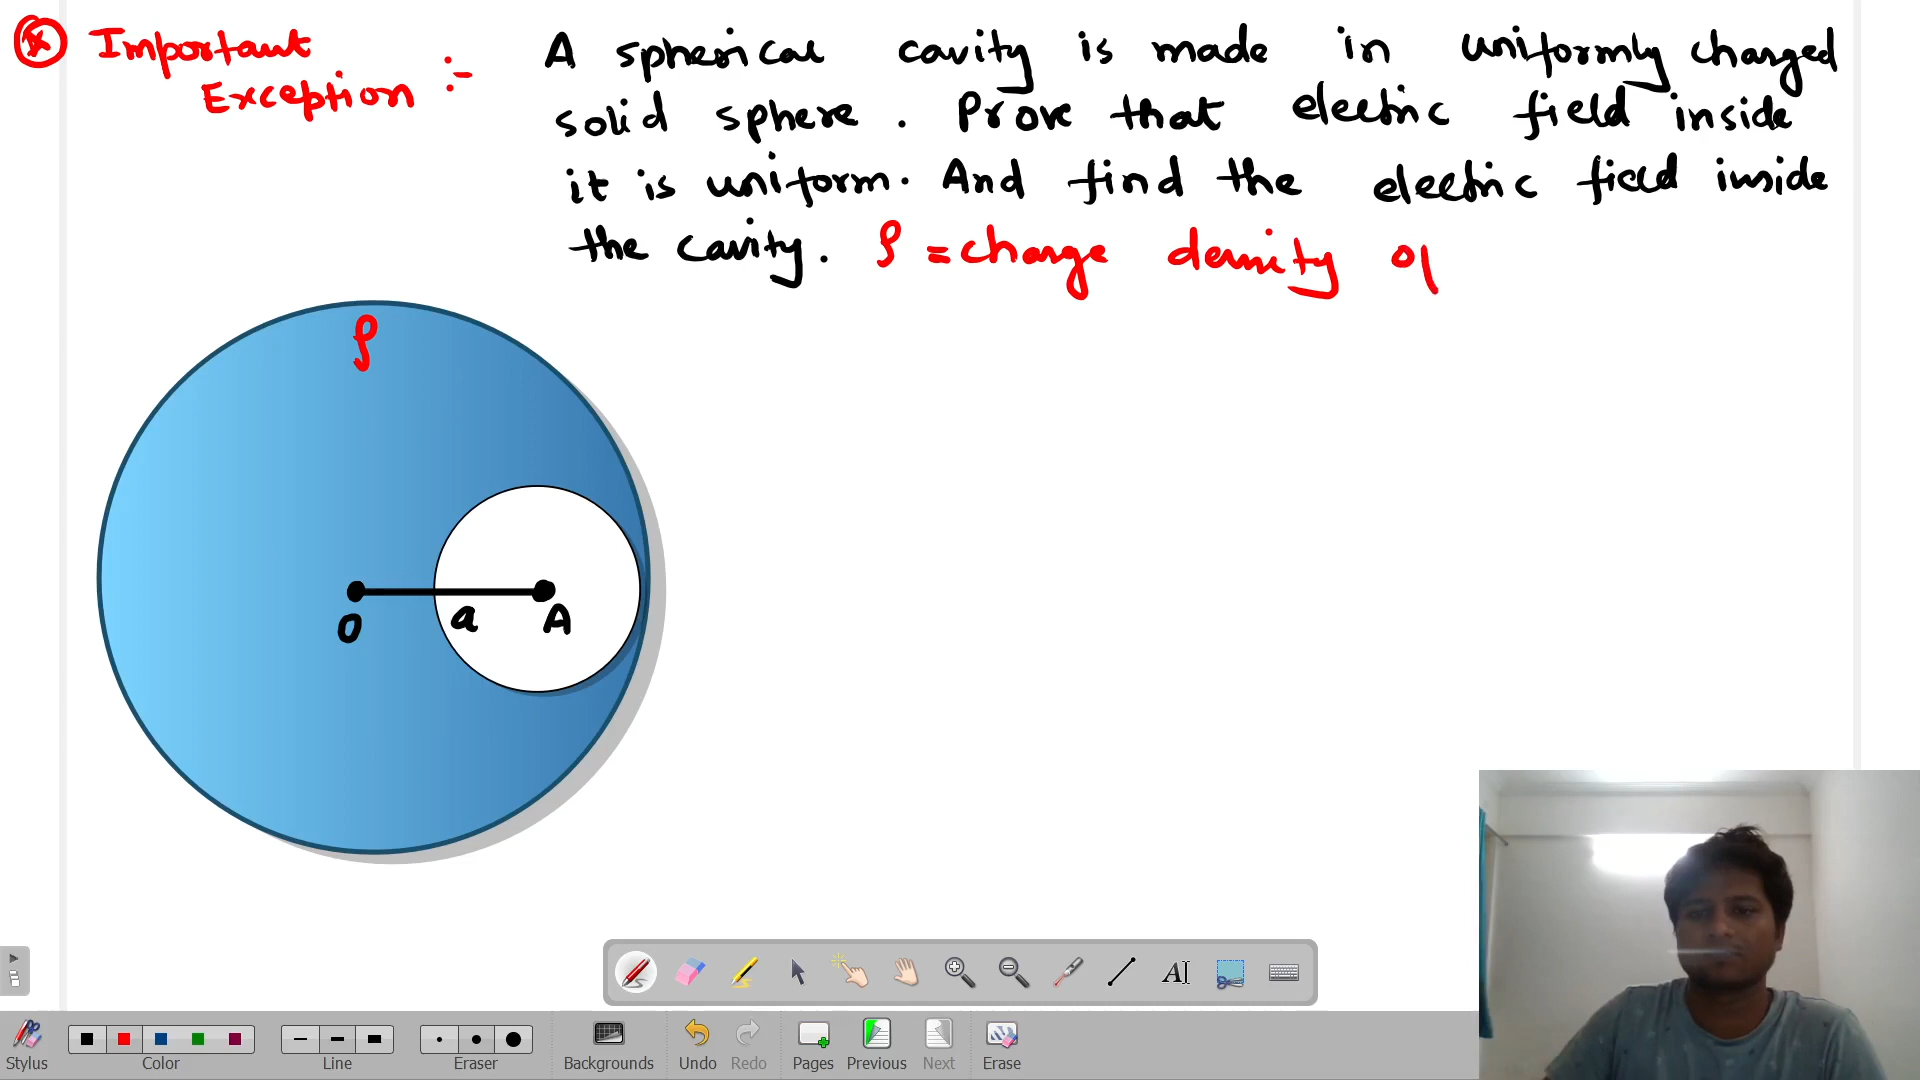 Important
Exception :-
A spherical cavity is made in uniformly charged
solid sphere. Prove that electric field inside
it is uniform. And find the electric field inside
the cavity. ρ = charge density of
ρ
O a A
Stylus Color Line Eraser Backgrounds Undo Redo Pages Previous Next Erase